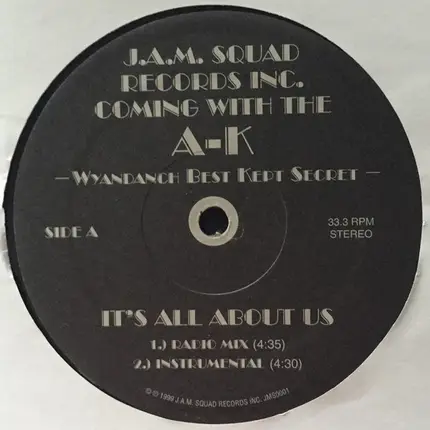 J.A.M. SQUAD
RECORDS INC.
COMING WITH THE
A-K
— WYANDANCH BEST KEPT SECRET —
SIDE A
33.3 RPM
STEREO
IT'S ALL ABOUT US
1.) RADIO MIX (4:35)
2.) INSTRUMENTAL (4:30)
© ℗ 1999 J.A.M. SQUAD RECORDS INC. JMS0001